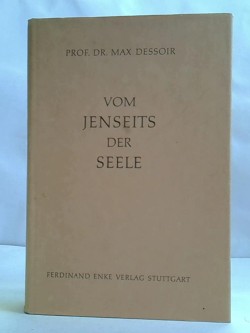 PROF. DR. MAX DESSOIR
VOM
JENSEITS
DER
SEELE
FERDINAND ENKE VERLAG STUTTGART